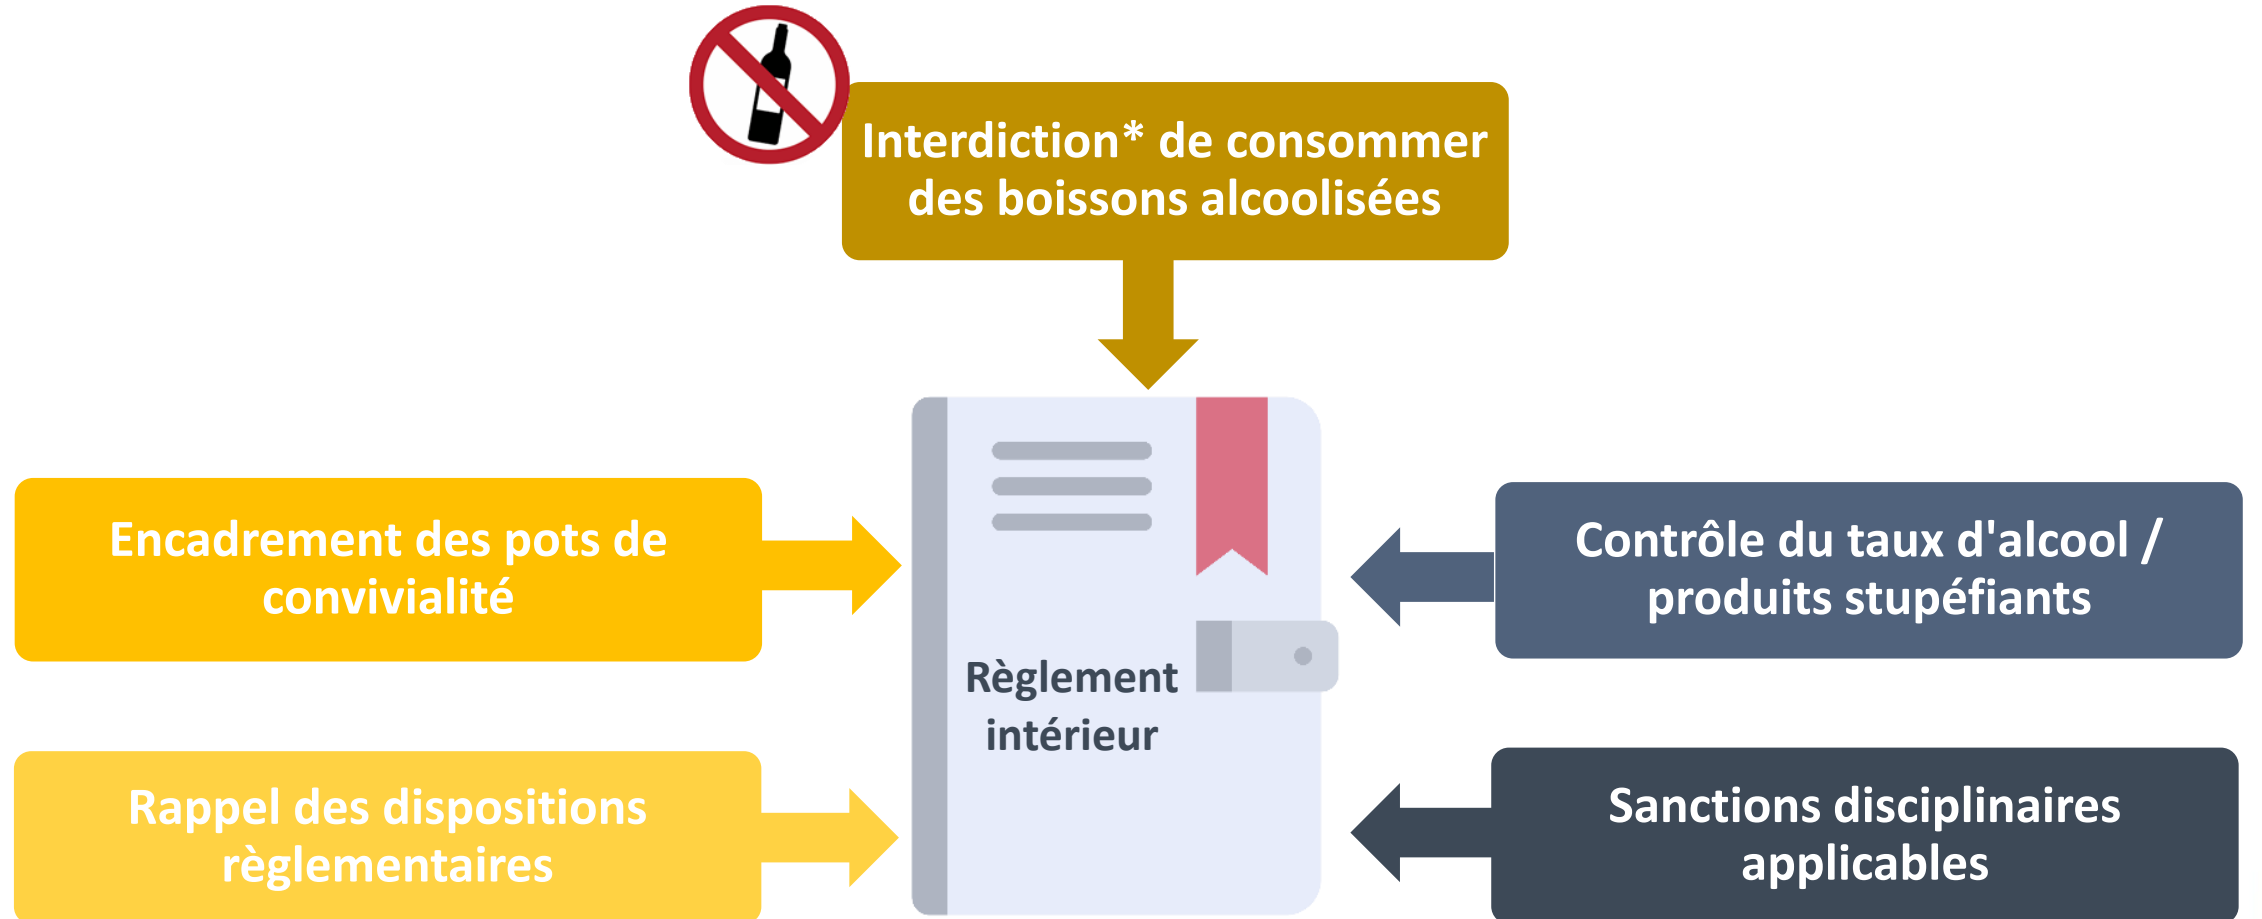 Interdiction* de consommer
des boissons alcoolisées
Encadrement des pots de
convivialité
Contrôle du taux d'alcool /
produits stupéfiants
Règlement
intérieur
Rappel des dispositions
règlementaires
Sanctions disciplinaires
applicables